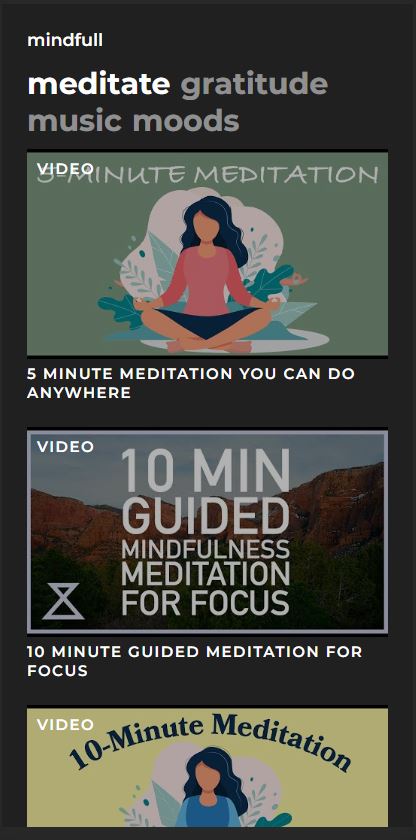 mindfull
meditate gratitude
music moods
VIDEO
5-MINUTE MEDITATION
5 MINUTE MEDITATION YOU CAN DO
ANYWHERE
VIDEO
10 MIN
GUIDED
MINDFULNESS
MEDITATION
FOR FOCUS
10 MINUTE GUIDED MEDITATION FOR
FOCUS
VIDEO
10-Minute Meditation